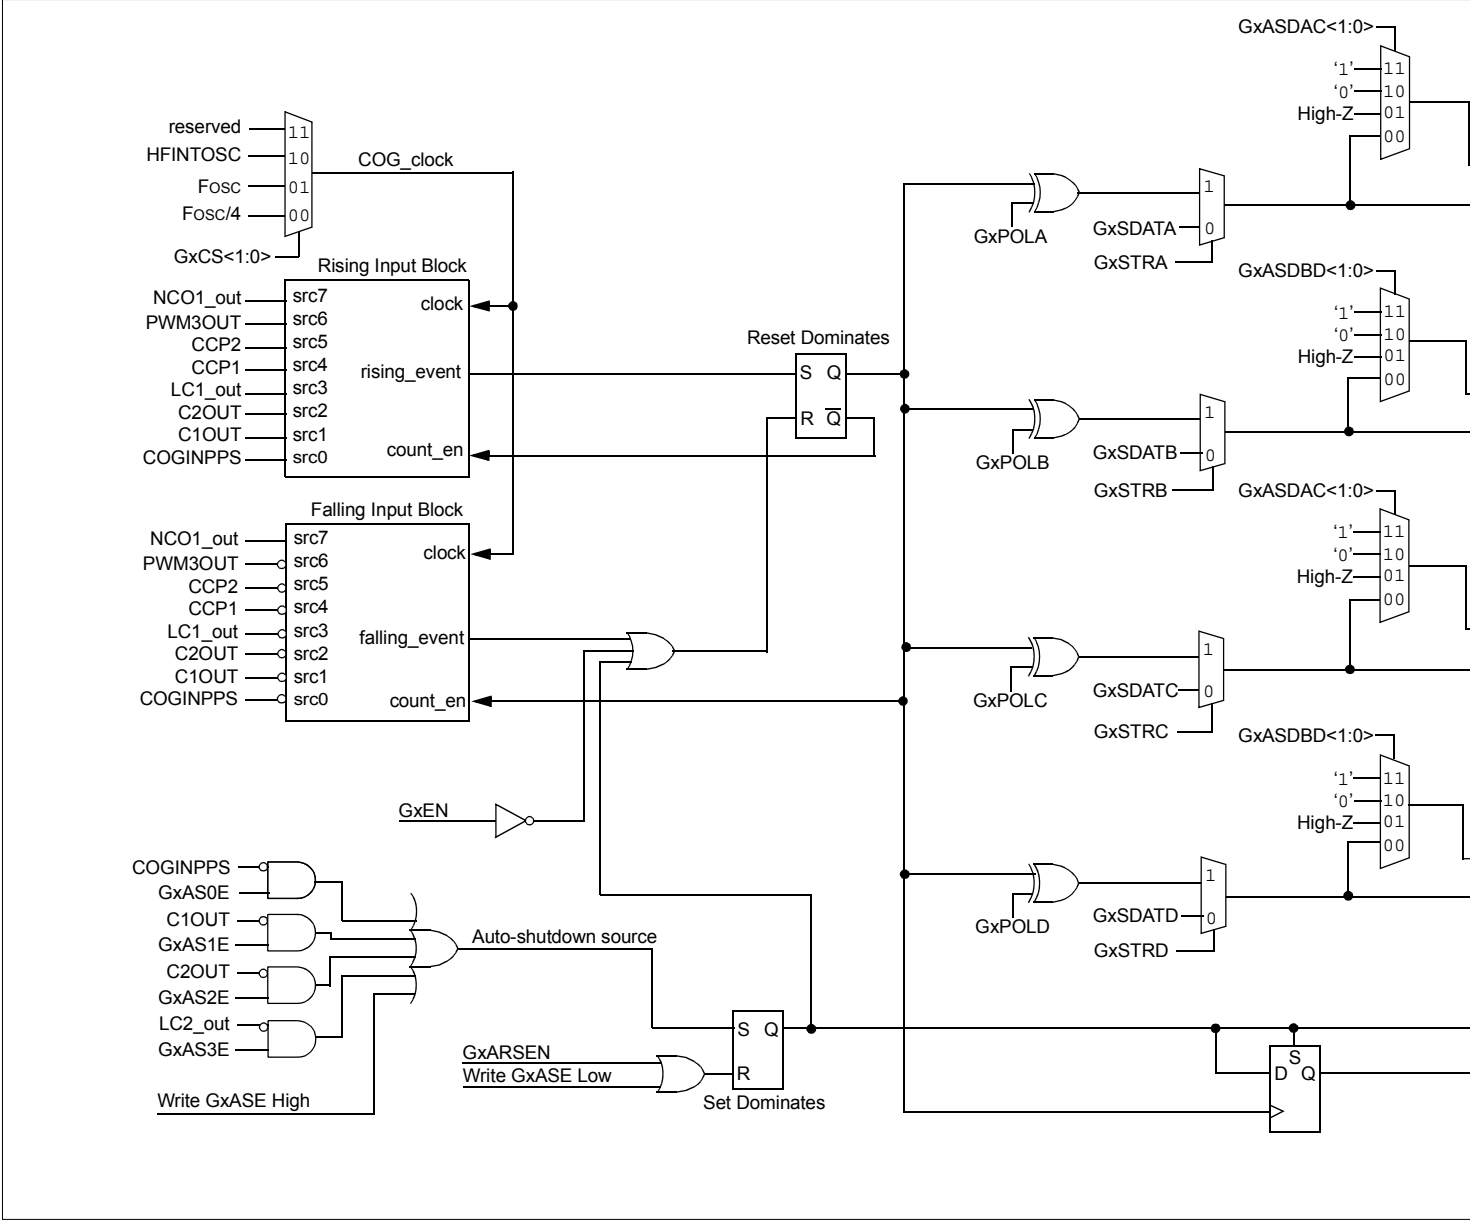 GxASDAC<1:0>
‘1’ 11
‘0’ 10
High-Z 01
00
reserved 11
HFINTOSC 10
FOSC 01
FOSC/4 00
GxCS<1:0>
COG_clock
Rising Input Block
NCO1_out src7
PWM3OUT src6
CCP2 src5
CCP1 src4
LC1_out src3
C2OUT src2
C1OUT src1
COGINPPS src0
clock
rising_event
count_en
Reset Dominates
S Q
R Q
Falling Input Block
NCO1_out src7
PWM3OUT src6
CCP2 src5
CCP1 src4
LC1_out src3
C2OUT src2
C1OUT src1
COGINPPS src0
clock
falling_event
count_en
GxEN
COGINPPS
GxAS0E
C1OUT
GxAS1E
C2OUT
GxAS2E
LC2_out
GxAS3E
Write GxASE High
Auto-shutdown source
GxARSEN
Write GxASE Low
S Q
R
Set Dominates
GxPOLA
1
GxSDATA 0
GxSTRA
GxASDBD<1:0>
‘1’ 11
‘0’ 10
High-Z 01
00
GxPOLB
1
GxSDATB 0
GxSTRB
GxASDAC<1:0>
‘1’ 11
‘0’ 10
High-Z 01
00
GxPOLC
1
GxSDATC 0
GxSTRC
GxASDBD<1:0>
‘1’ 11
‘0’ 10
High-Z 01
00
GxPOLD
1
GxSDATD 0
GxSTRD
S
D Q